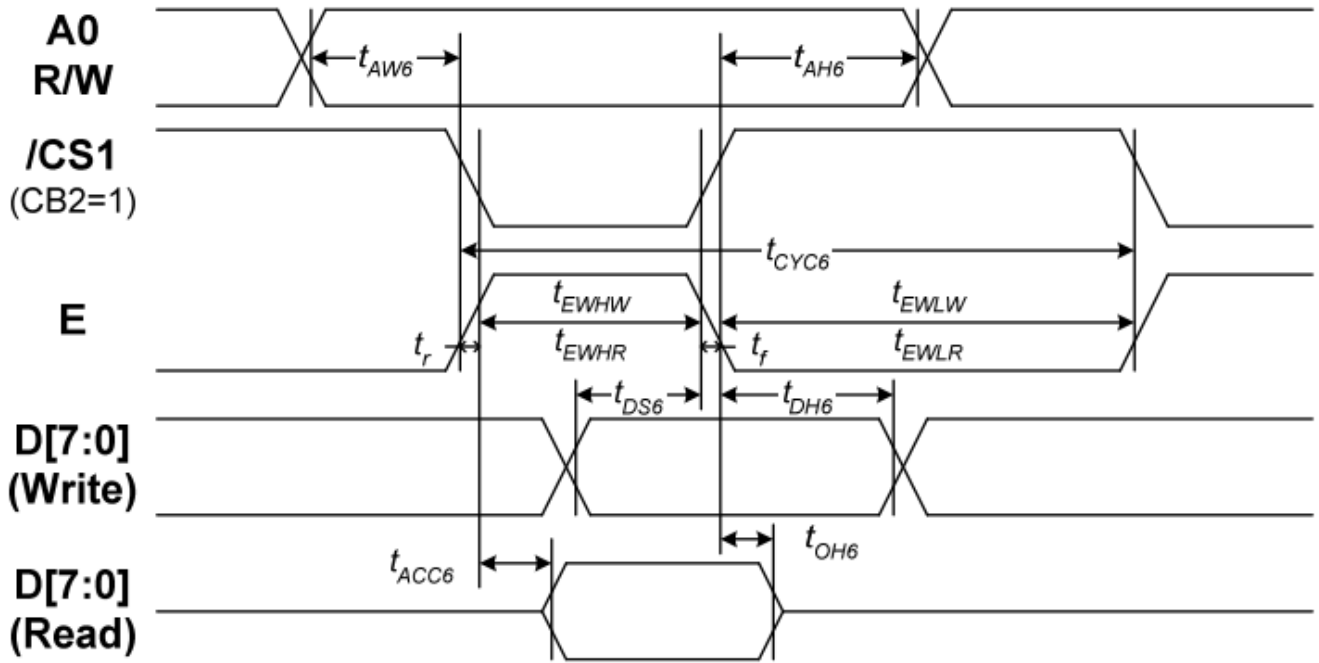 A0
R/W
tAW6
tAH6
/CS1
(CB2=1)
tCYC6
E
tEWHW
tEWLW
tr
tEWHR
tf
tEWLR
tDS6
tDH6
D[7:0]
(Write)
tACC6
tOH6
D[7:0]
(Read)